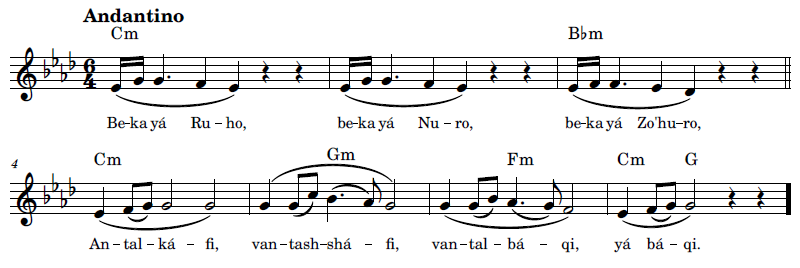 Andantino
Cm B♭m
6
4
Be-ka yá Ru – ho, be-ka yá Nu – ro, be-ka yá Zo'hu – ro,
4
Cm Gm Fm Cm G
An – tal – ká – fi, van – tash – shá – fi, van – tal – bá – qi, yá bá – qi.